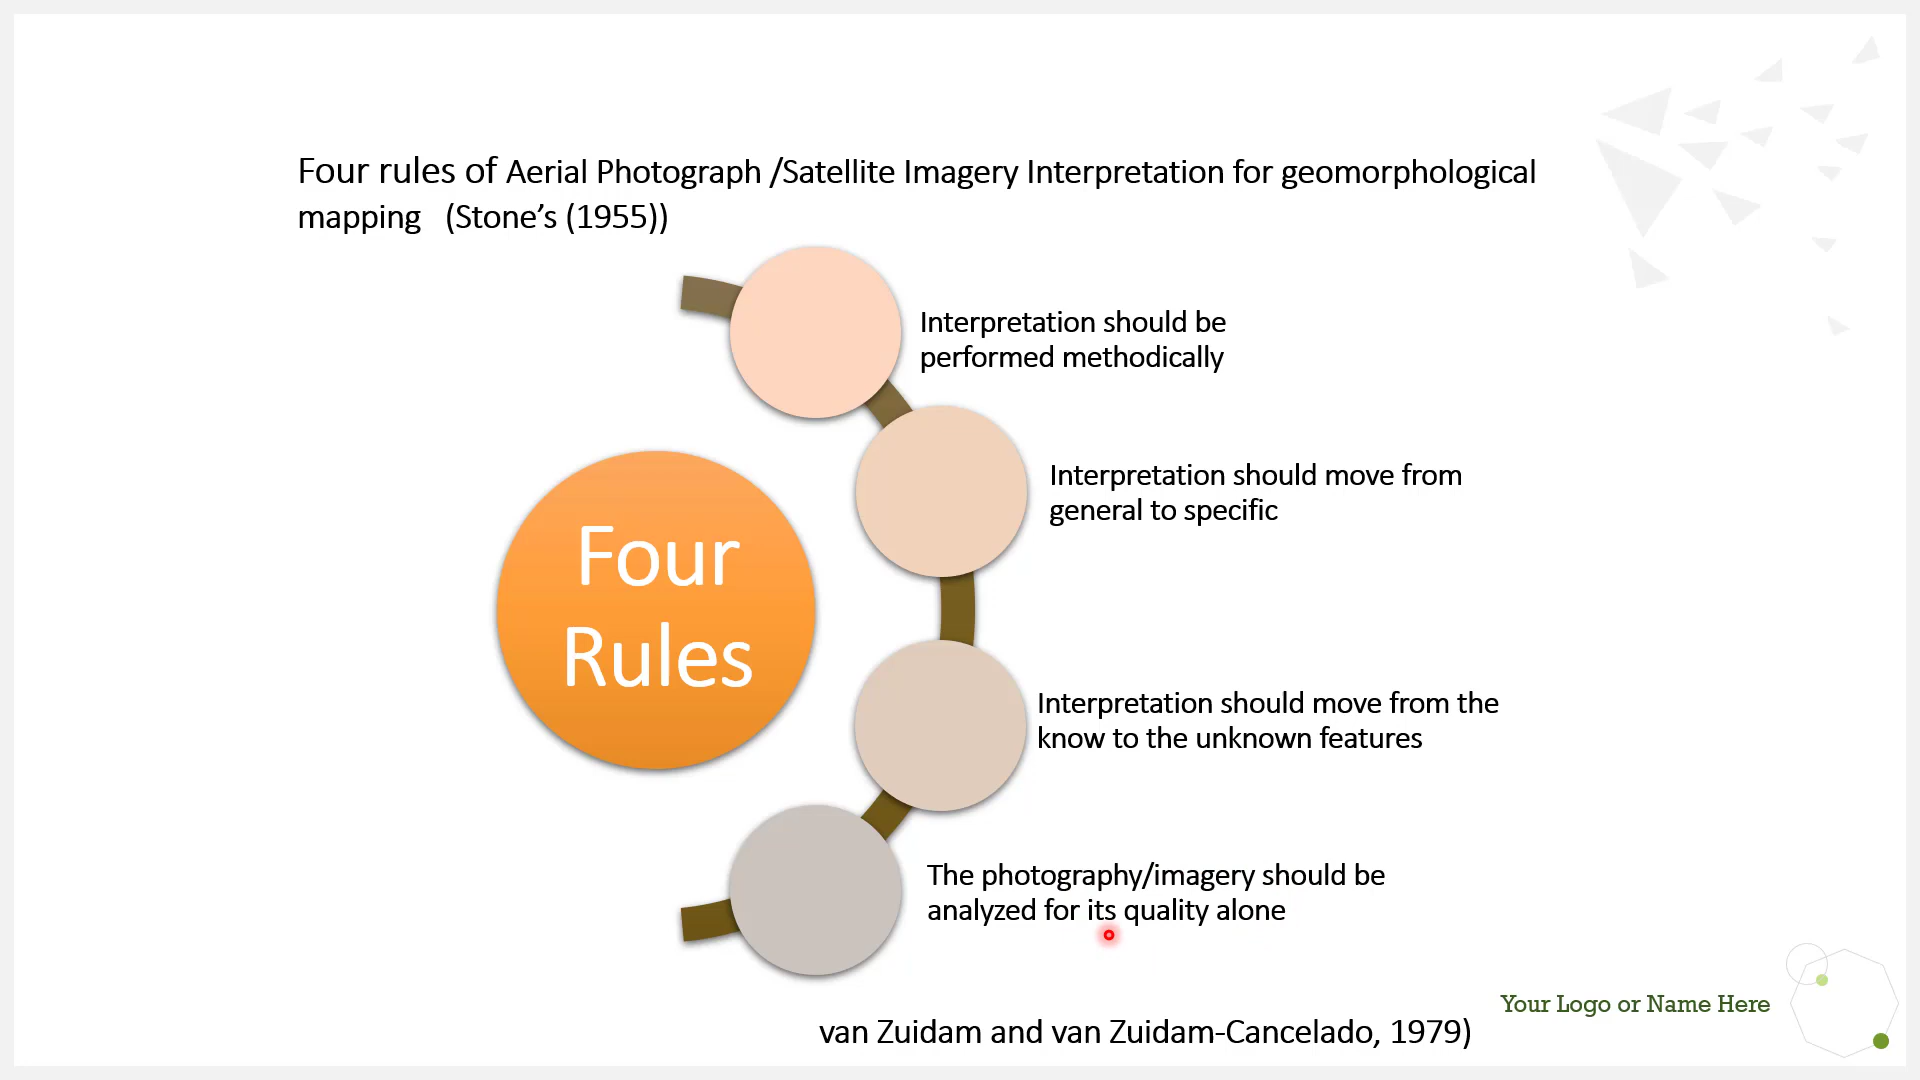 Four rules of Aerial Photograph /Satellite Imagery Interpretation for geomorphological
mapping (Stone’s (1955))
Interpretation should be
performed methodically
Interpretation should move from
general to specific
Four
Rules
Interpretation should move from the
know to the unknown features
The photography/imagery should be
analyzed for its quality alone
Your Logo or Name Here
van Zuidam and van Zuidam-Cancelado, 1979)